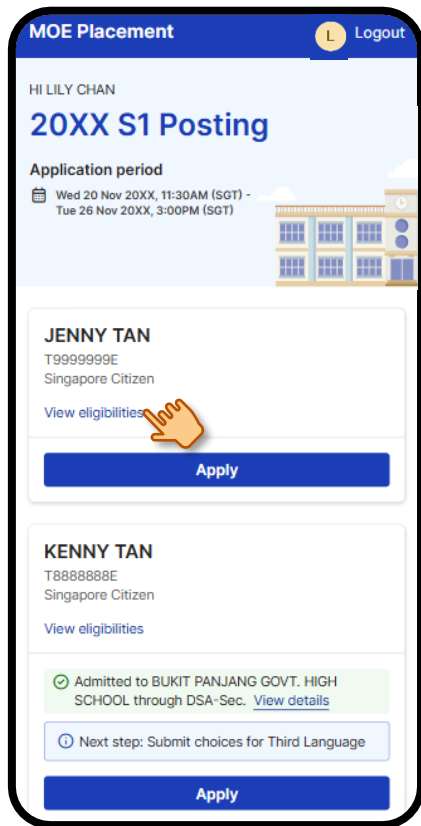 MOE Placement
L Logout
HI LILY CHAN
20XX S1 Posting
Application period
Wed 20 Nov 20XX, 11:30AM (SGT) -
Tue 26 Nov 20XX, 3:00PM (SGT)
JENNY TAN
T9999999E
Singapore Citizen
View eligibilities
Apply
KENNY TAN
T8888888E
Singapore Citizen
View eligibilities
Admitted to BUKIT PANJANG GOVT. HIGH
SCHOOL through DSA-Sec. View details
Next step: Submit choices for Third Language
Apply